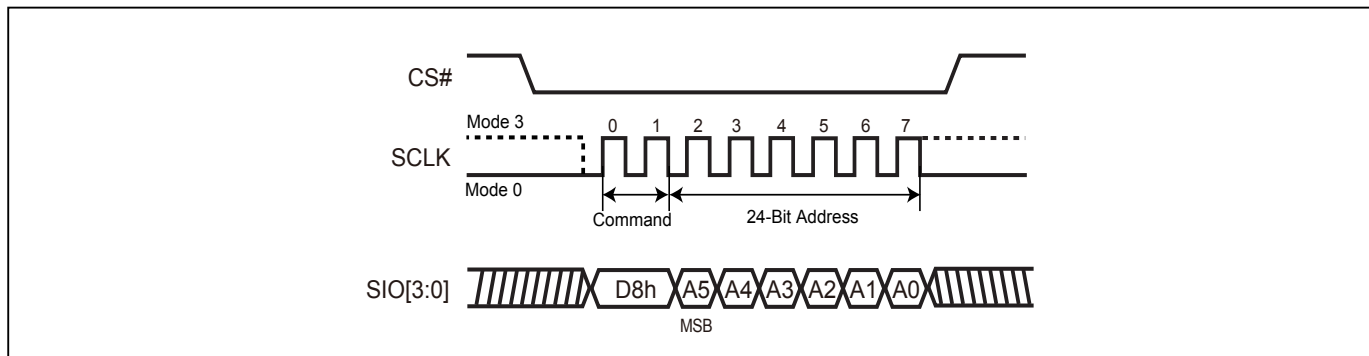 CS#
Mode 3
0 1 2 3 4 5 6 7
SCLK
Mode 0
Command
24-Bit Address
SIO[3:0]
D8h A5 A4 A3 A2 A1 A0
MSB